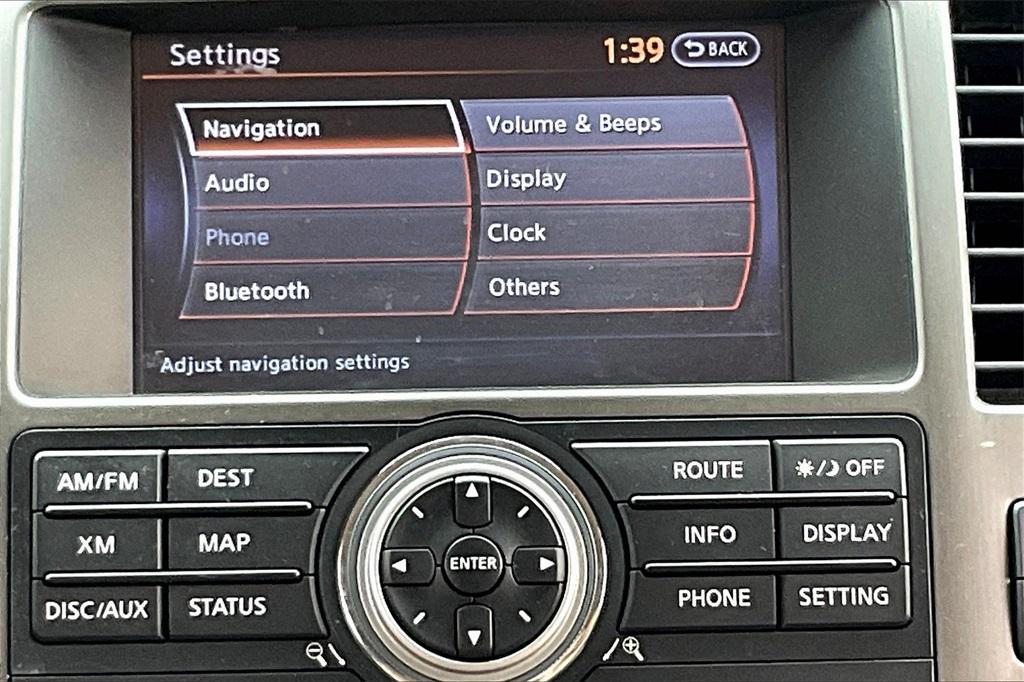 Settings 1:39 BACK
Navigation Volume & Beeps
Audio Display
Phone Clock
Bluetooth Others
Adjust navigation settings
AM/FM DEST ROUTE OFF
XM MAP ENTER INFO DISPLAY
DISC/AUX STATUS PHONE SETTING